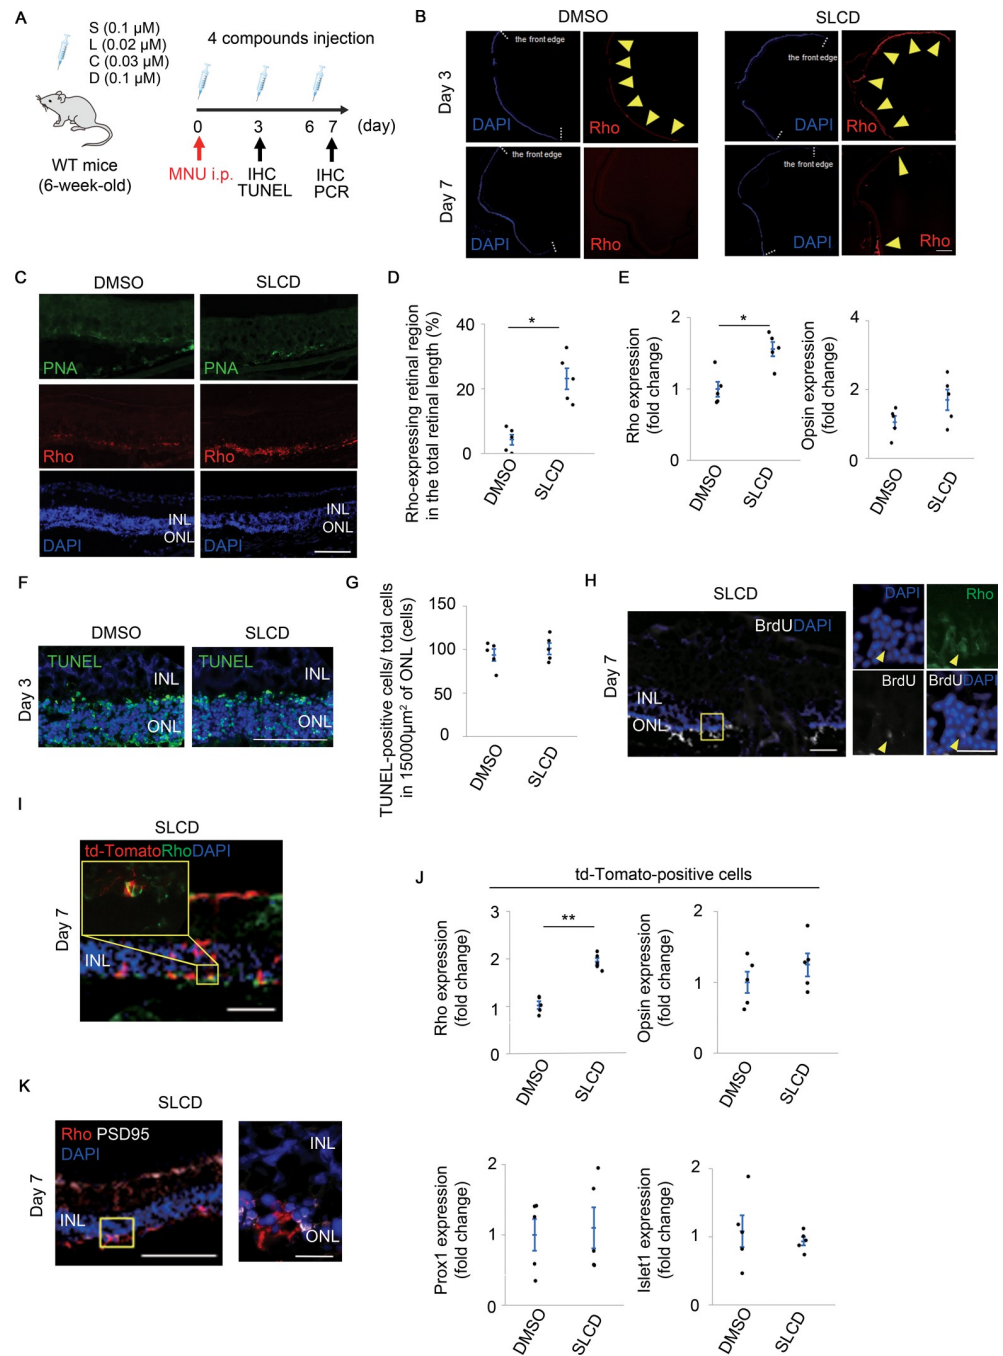 A
S (0.1 μM)
L (0.02 μM)
C (0.03 μM)
D (0.1 μM)
4 compounds injection
0 3 6 7 (day)
MNU i.p.
IHC
TUNEL
IHC
PCR
WT mice
(6-week-old)
B
DMSO SLCD
Day 3
the front edge
DAPI
Rho
the front edge
DAPI
Rho
Day 7
the front edge
DAPI
Rho
the front edge
DAPI
Rho
C
DMSO SLCD
PNA PNA
Rho Rho
INL
ONL
DAPI
INL
ONL
DAPI
D
Rho-expressing retinal region
in the total retinal length (%)
40
20
0
*
DMSO
SLCD
E
Rho expression
(fold change)
2
1
0
*
DMSO
SLCD
Opsin expression
(fold change)
4
2
0
DMSO
SLCD
F
DMSO SLCD
Day 3
TUNEL
INL
ONL
TUNEL
INL
ONL
G
TUNEL-positive cells/ total cells
in 15000μm² of ONL (cells)
150
100
50
0
DMSO
SLCD
H
SLCD
Day 7
BrdUDAPI
INL
ONL
DAPI
Rho
BrdU
BrdUDAPI
I
SLCD
Day 7
td-TomatoRhoDAPI
INL
J
td-Tomato-positive cells
Rho expression
(fold change)
3
2
1
0
**
DMSO
SLCD
Opsin expression
(fold change)
2
1
0
DMSO
SLCD
K
SLCD
Day 7
Rho PSD95
DAPI
INL
INL
ONL
Prox1 expression
(fold change)
2
1
0
DMSO
SLCD
Islet1 expression
(fold change)
2
1
0
DMSO
SLCD